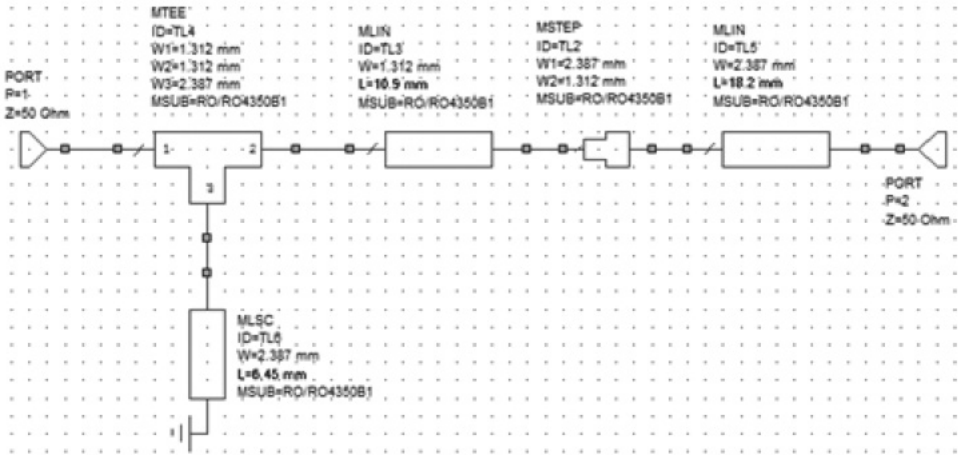 MTEE
ID=TL4
W1=1.312 mm
W2=1.312 mm
W3=2.387 mm
MSUB=RO/RO4350B1
MLIN
ID=TL3
W=1.312 mm
L=10.9 mm
MSUB=RO/RO4350B1
MSTEP
ID=TL2
W1=2.387 mm
W2=1.312 mm
MSUB=RO/RO4350B1
MLIN
ID=TL5
W=2.387 mm
L=18.2 mm
MSUB=RO/RO4350B1
PORT
P=1
Z=50 Ohm
1
2
3
PORT
P=2
Z=50 Ohm
MLSC
ID=TL6
W=2.387 mm
L=6.45 mm
MSUB=RO/RO4350B1